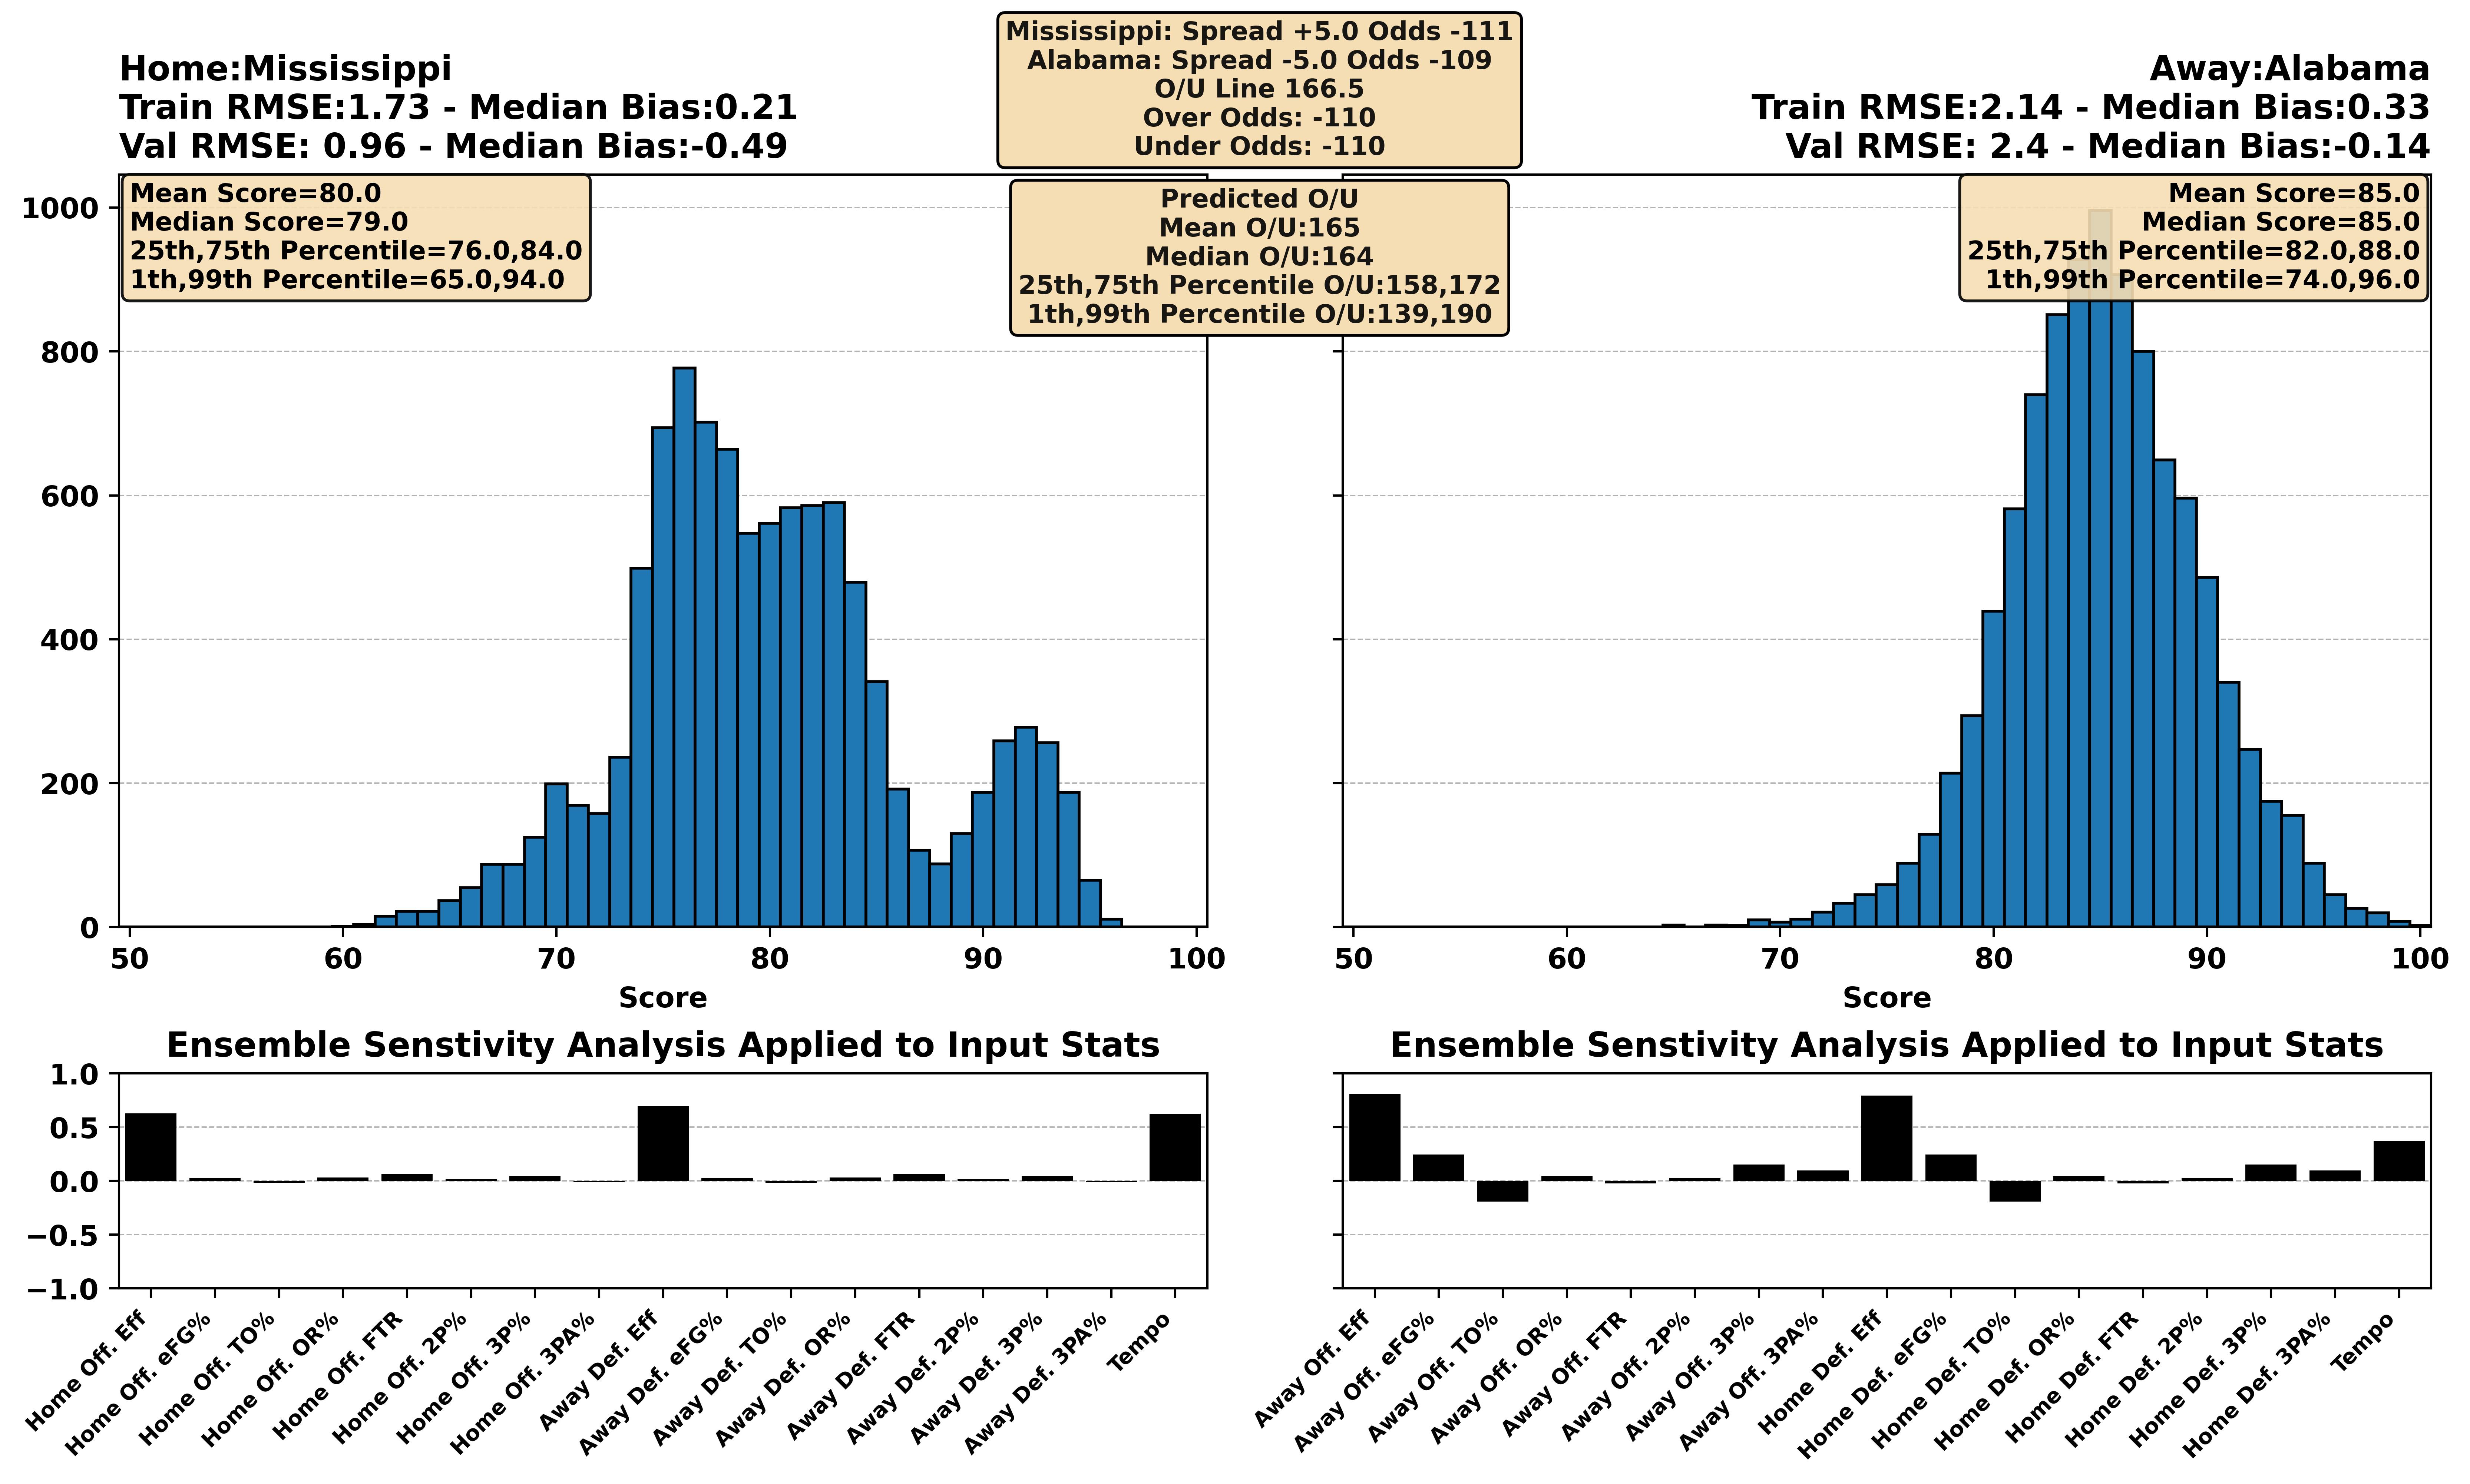 Mississippi: Spread +5.0 Odds -111
Alabama: Spread -5.0 Odds -109
O/U Line 166.5
Over Odds: -110
Under Odds: -110
Home:Mississippi
Train RMSE:1.73 - Median Bias:0.21
Val RMSE: 0.96 - Median Bias:-0.49
Away:Alabama
Train RMSE:2.14 - Median Bias:0.33
Val RMSE: 2.4 - Median Bias:-0.14
Mean Score=80.0
Median Score=79.0
25th,75th Percentile=76.0,84.0
1th,99th Percentile=65.0,94.0
Predicted O/U
Mean O/U:165
Median O/U:164
25th,75th Percentile O/U:158,172
1th,99th Percentile O/U:139,190
Mean Score=85.0
Median Score=85.0
25th,75th Percentile=82.0,88.0
1th,99th Percentile=74.0,96.0
1000
800
600
400
200
0
50 60 70 80 90 100
Score
50 60 70 80 90 100
Score
Ensemble Senstivity Analysis Applied to Input Stats
1.0
0.5
0.0
−0.5
−1.0
Home Off. Eff
Home Off. eFG%
Home Off. TO%
Home Off. OR%
Home Off. FTR
Home Off. 2P%
Home Off. 3P%
Home Off. 3PA%
Away Def. Eff
Away Def. eFG%
Away Def. TO%
Away Def. OR%
Away Def. FTR
Away Def. 2P%
Away Def. 3P%
Away Def. 3PA%
Tempo
Ensemble Senstivity Analysis Applied to Input Stats
Away Off. Eff
Away Off. eFG%
Away Off. TO%
Away Off. OR%
Away Off. FTR
Away Off. 2P%
Away Off. 3P%
Away Off. 3PA%
Home Def. Eff
Home Def. eFG%
Home Def. TO%
Home Def. OR%
Home Def. FTR
Home Def. 2P%
Home Def. 3P%
Home Def. 3PA%
Tempo